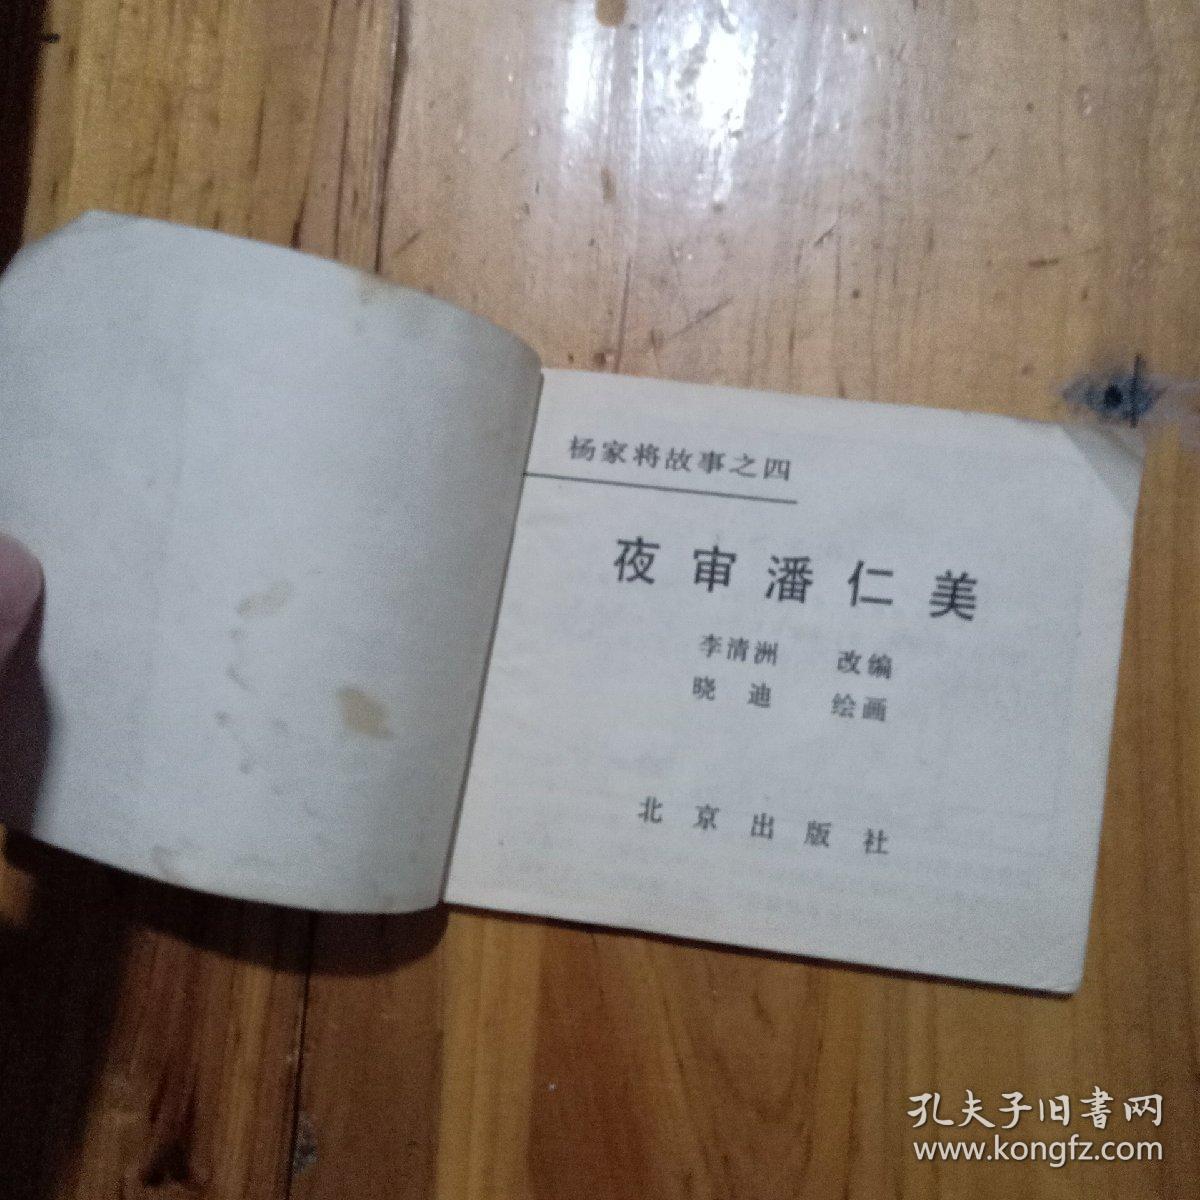 杨家将故事之四
夜审潘仁美
李清洲 改编
晓迪 绘画
北京出版社
孔夫子旧书网
www.kongfz.com